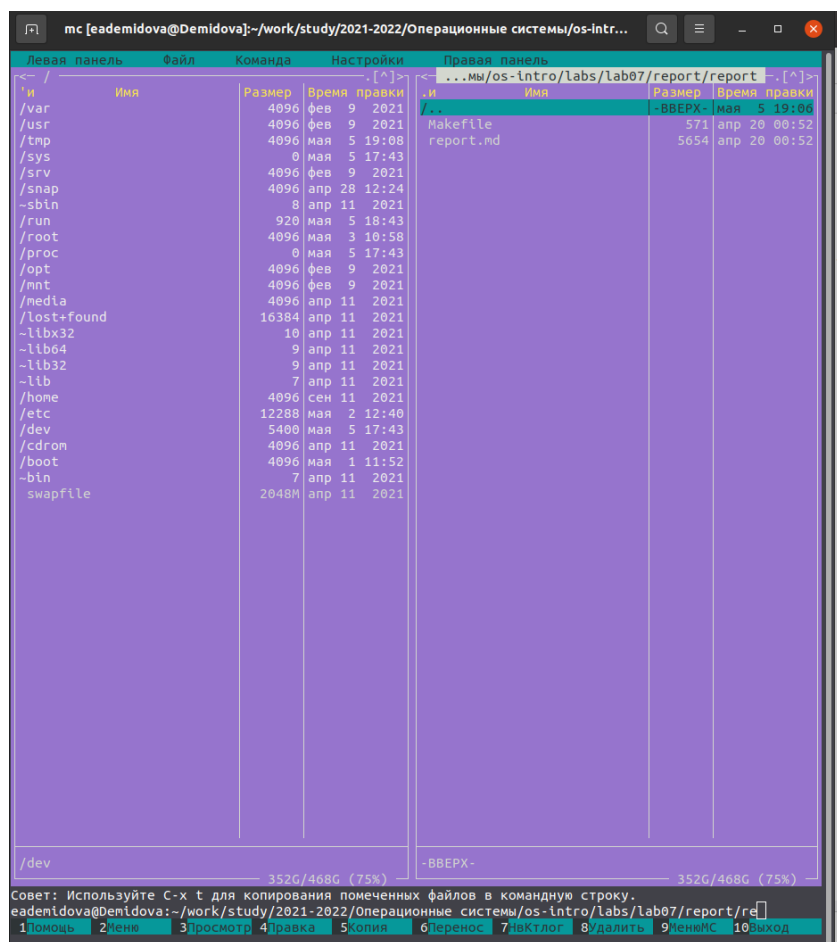 mc [eademidova@Demidova]:~/work/study/2021-2022/Операционные системы/os-intr...
Левая панель Файл Команда Настройки Правая панель
<— / .[^]> <— ...мы/os-intro/labs/lab07/report/report .[^]>
'и Имя Размер Время правки .и Имя Размер Время правки
/var 4096 фев 9 2021 /.. -ВВЕРХ- мая 5 19:06
/usr 4096 фев 9 2021 Makefile 571 апр 20 00:52
/tmp 4096 мая 5 19:08 report.md 5654 апр 20 00:52
/sys 0 мая 5 17:43
/srv 4096 фев 9 2021
/snap 4096 апр 28 12:24
~sbin 8 апр 11 2021
/run 920 мая 5 18:43
/root 4096 мая 3 10:58
/proc 0 мая 5 17:43
/opt 4096 фев 9 2021
/mnt 4096 фев 9 2021
/media 4096 апр 11 2021
/lost+found 16384 апр 11 2021
~libx32 10 апр 11 2021
~lib64 9 апр 11 2021
~lib32 9 апр 11 2021
~lib 7 апр 11 2021
/home 4096 сен 11 2021
/etc 12288 мая 2 12:40
/dev 5400 мая 5 17:43
/cdrom 4096 апр 11 2021
/boot 4096 мая 1 11:52
~bin 7 апр 11 2021
swapfile 2048M апр 11 2021
/dev -ВВЕРХ-
352G/468G (75%) 352G/468G (75%)
Совет: Используйте C-x t для копирования помеченных файлов в командную строку.
eademidova@Demidova:~/work/study/2021-2022/Операционные системы/os-intro/labs/lab07/report/re
1Помощь 2Меню 3Просмотр 4Правка 5Копия 6Перенос 7НвКтлог 8Удалить 9МенюМС 10Выход